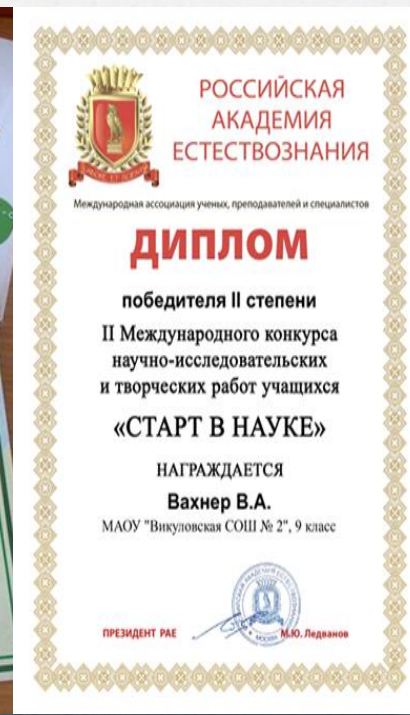 РОССИЙСКАЯ
АКАДЕМИЯ
ЕСТЕСТВОЗНАНИЯ
Международная ассоциация ученых, преподавателей и специалистов
ДИПЛОМ
победителя II степени
II Международного конкурса
научно-исследовательских
и творческих работ учащихся
«СТАРТ В НАУКЕ»
НАГРАЖДАЕТСЯ
Вахнер В.А.
МАОУ "Викуловская СОШ № 2", 9 класс
ПРЕЗИДЕНТ РАЕ
М.Ю. Ледванов